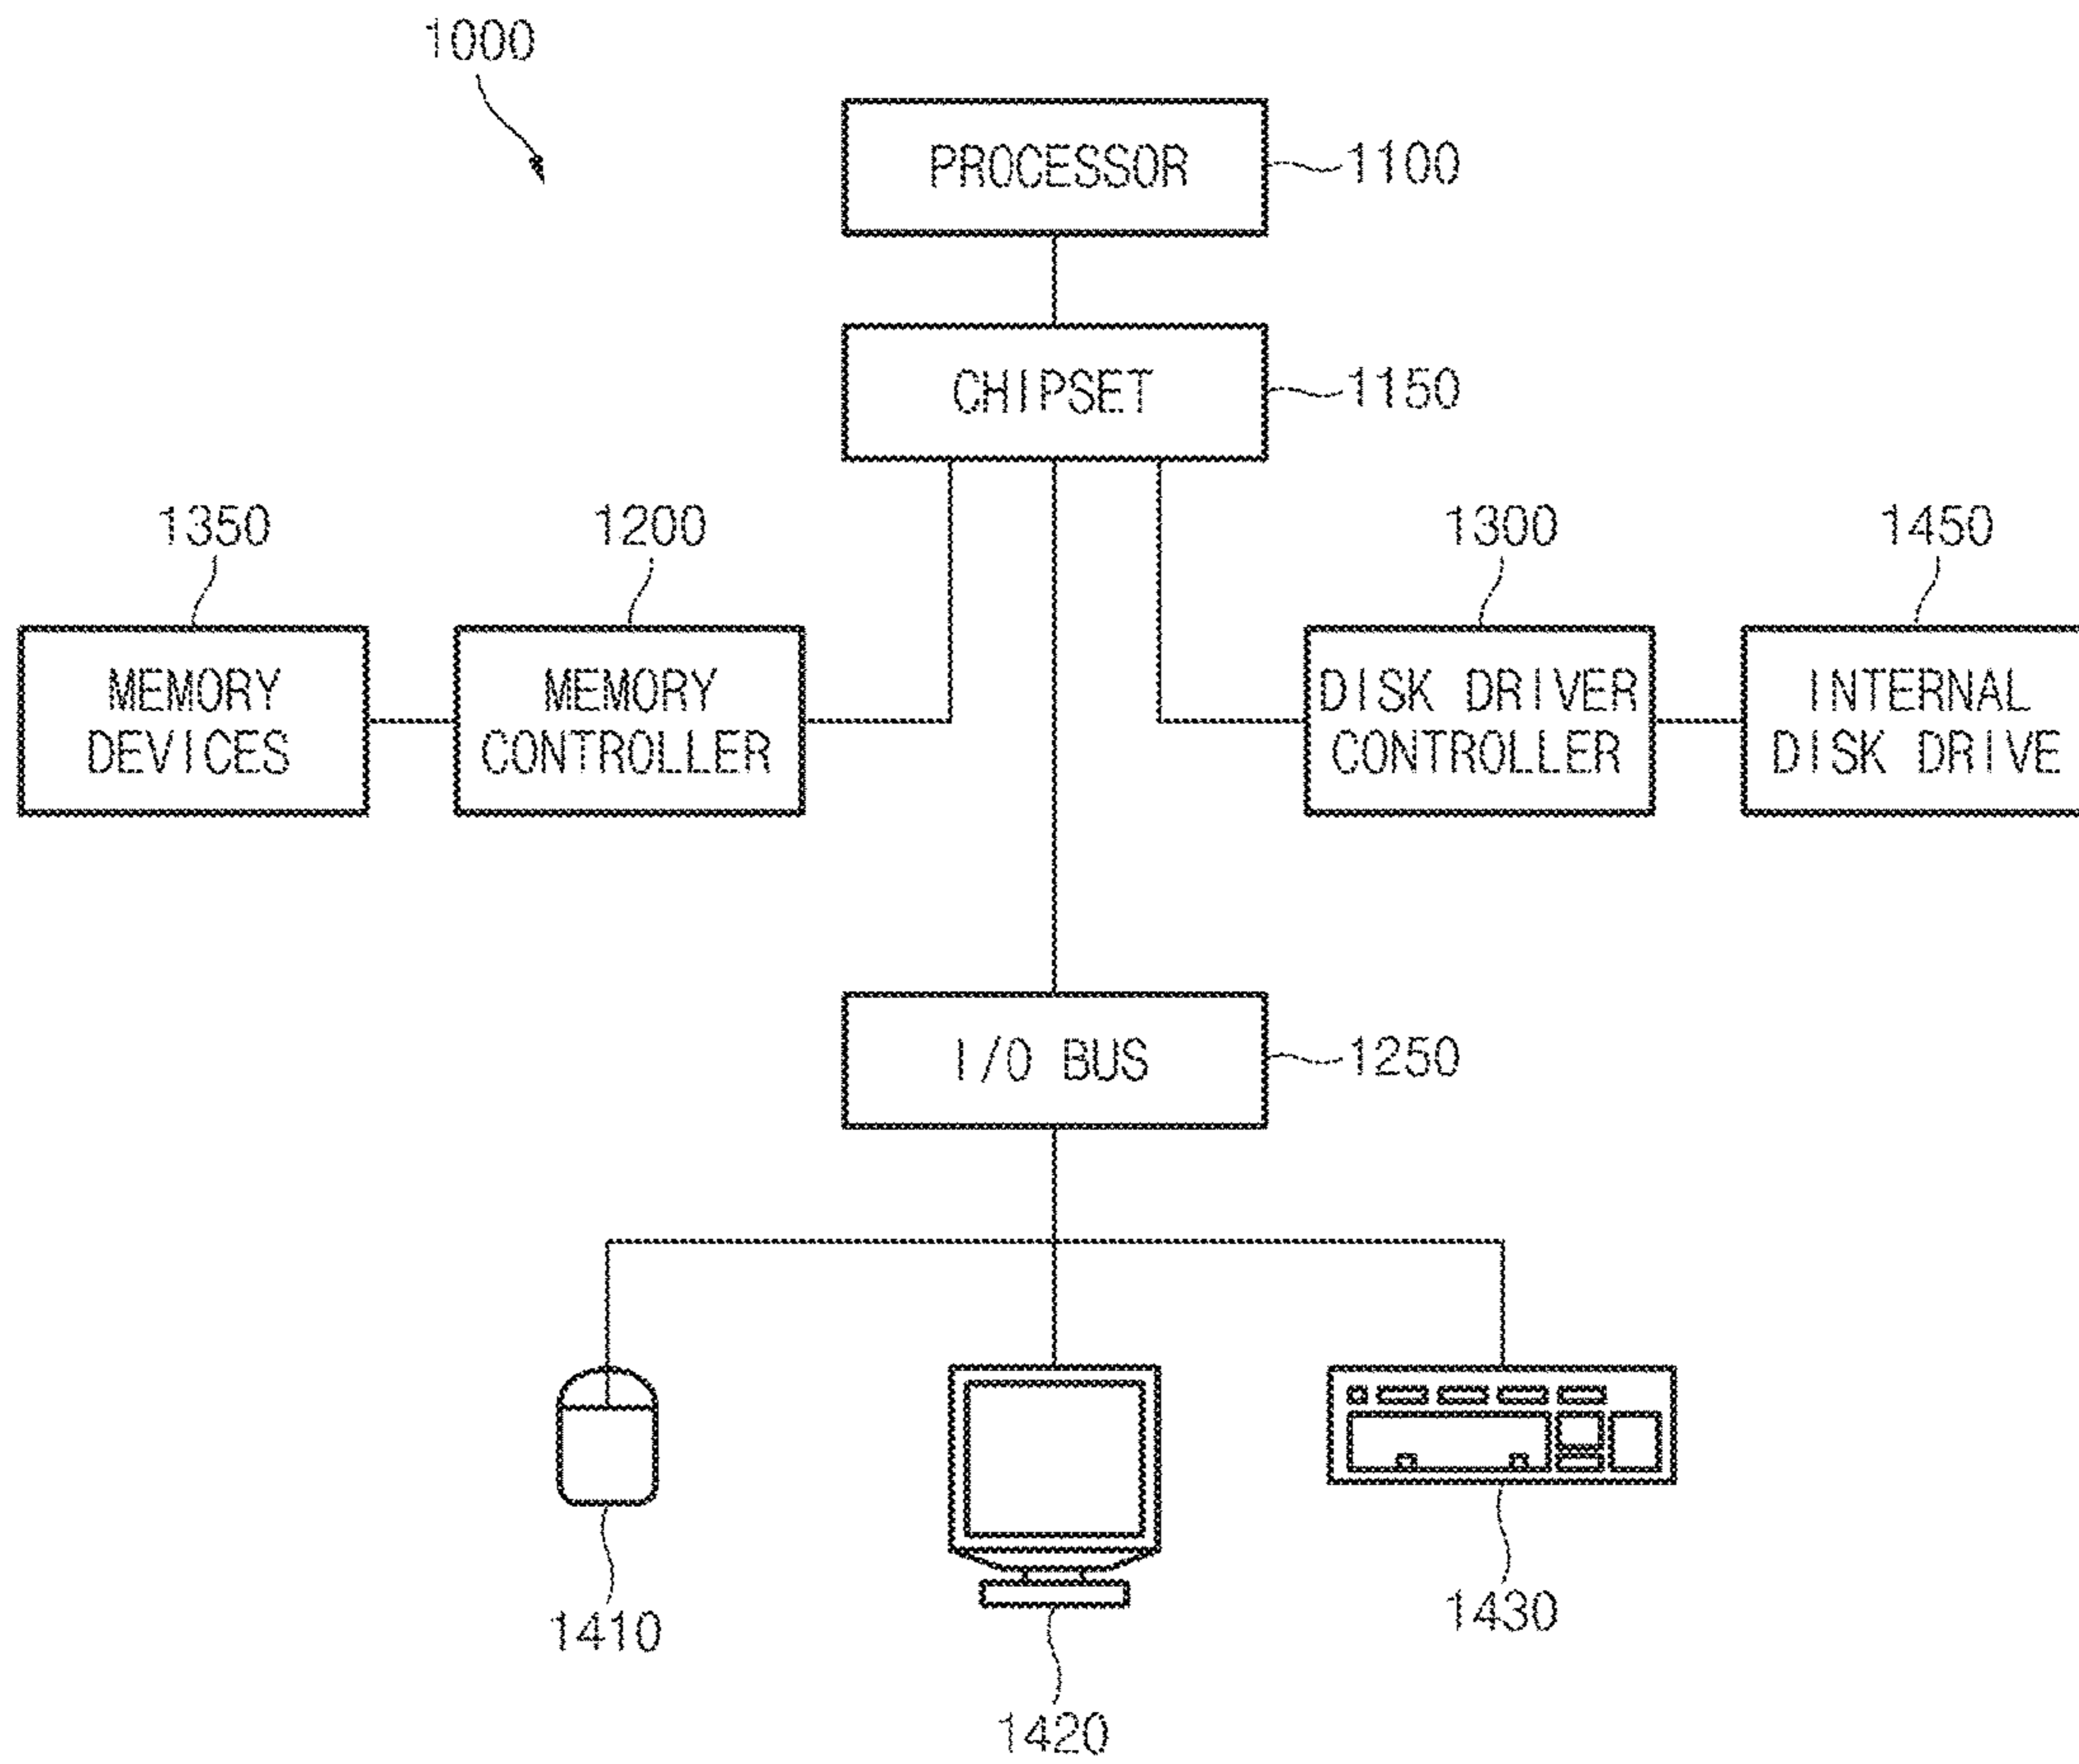 1000
PROCESSOR
1100
CHIPSET
1150
1350
1200
1300
1450
MEMORY
DEVICES
MEMORY
CONTROLLER
DISK DRIVER
CONTROLLER
INTERNAL
DISK DRIVE
I/O BUS
1250
1410
1420
1430